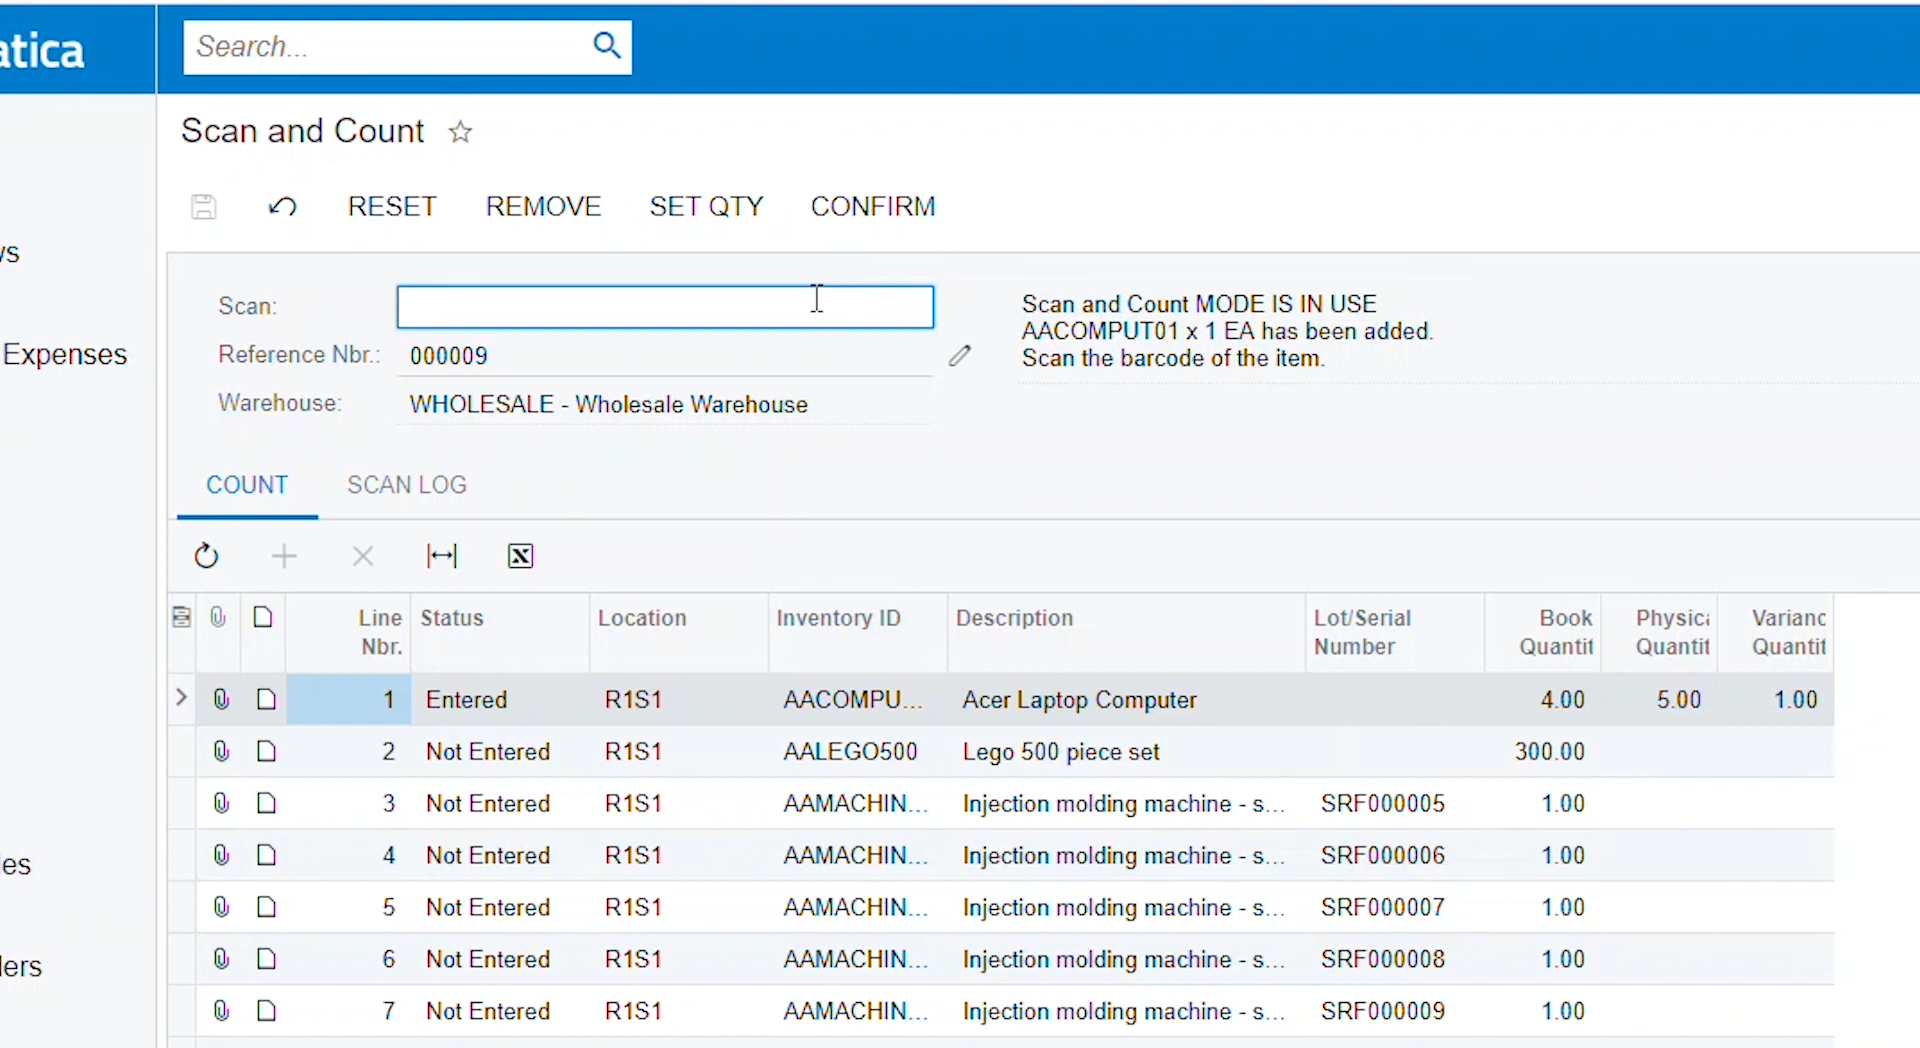 atica
Search...
Scan and Count
RESET REMOVE SET QTY CONFIRM
vs
Expenses
les
lers
Scan:
Reference Nbr.: 000009
Warehouse: WHOLESALE - Wholesale Warehouse
Scan and Count MODE IS IN USE
AACOMPUT01 x 1 EA has been added.
Scan the barcode of the item.
COUNT SCAN LOG
Line Nbr. Status Location Inventory ID Description Lot/Serial Number Book Quantit Physica Quantit Varianc Quantit
1 Entered R1S1 AACOMPU... Acer Laptop Computer 4.00 5.00 1.00
2 Not Entered R1S1 AALEGO500 Lego 500 piece set 300.00
3 Not Entered R1S1 AAMACHIN... Injection molding machine - s... SRF000005 1.00
4 Not Entered R1S1 AAMACHIN... Injection molding machine - s... SRF000006 1.00
5 Not Entered R1S1 AAMACHIN... Injection molding machine - s... SRF000007 1.00
6 Not Entered R1S1 AAMACHIN... Injection molding machine - s... SRF000008 1.00
7 Not Entered R1S1 AAMACHIN... Injection molding machine - s... SRF000009 1.00